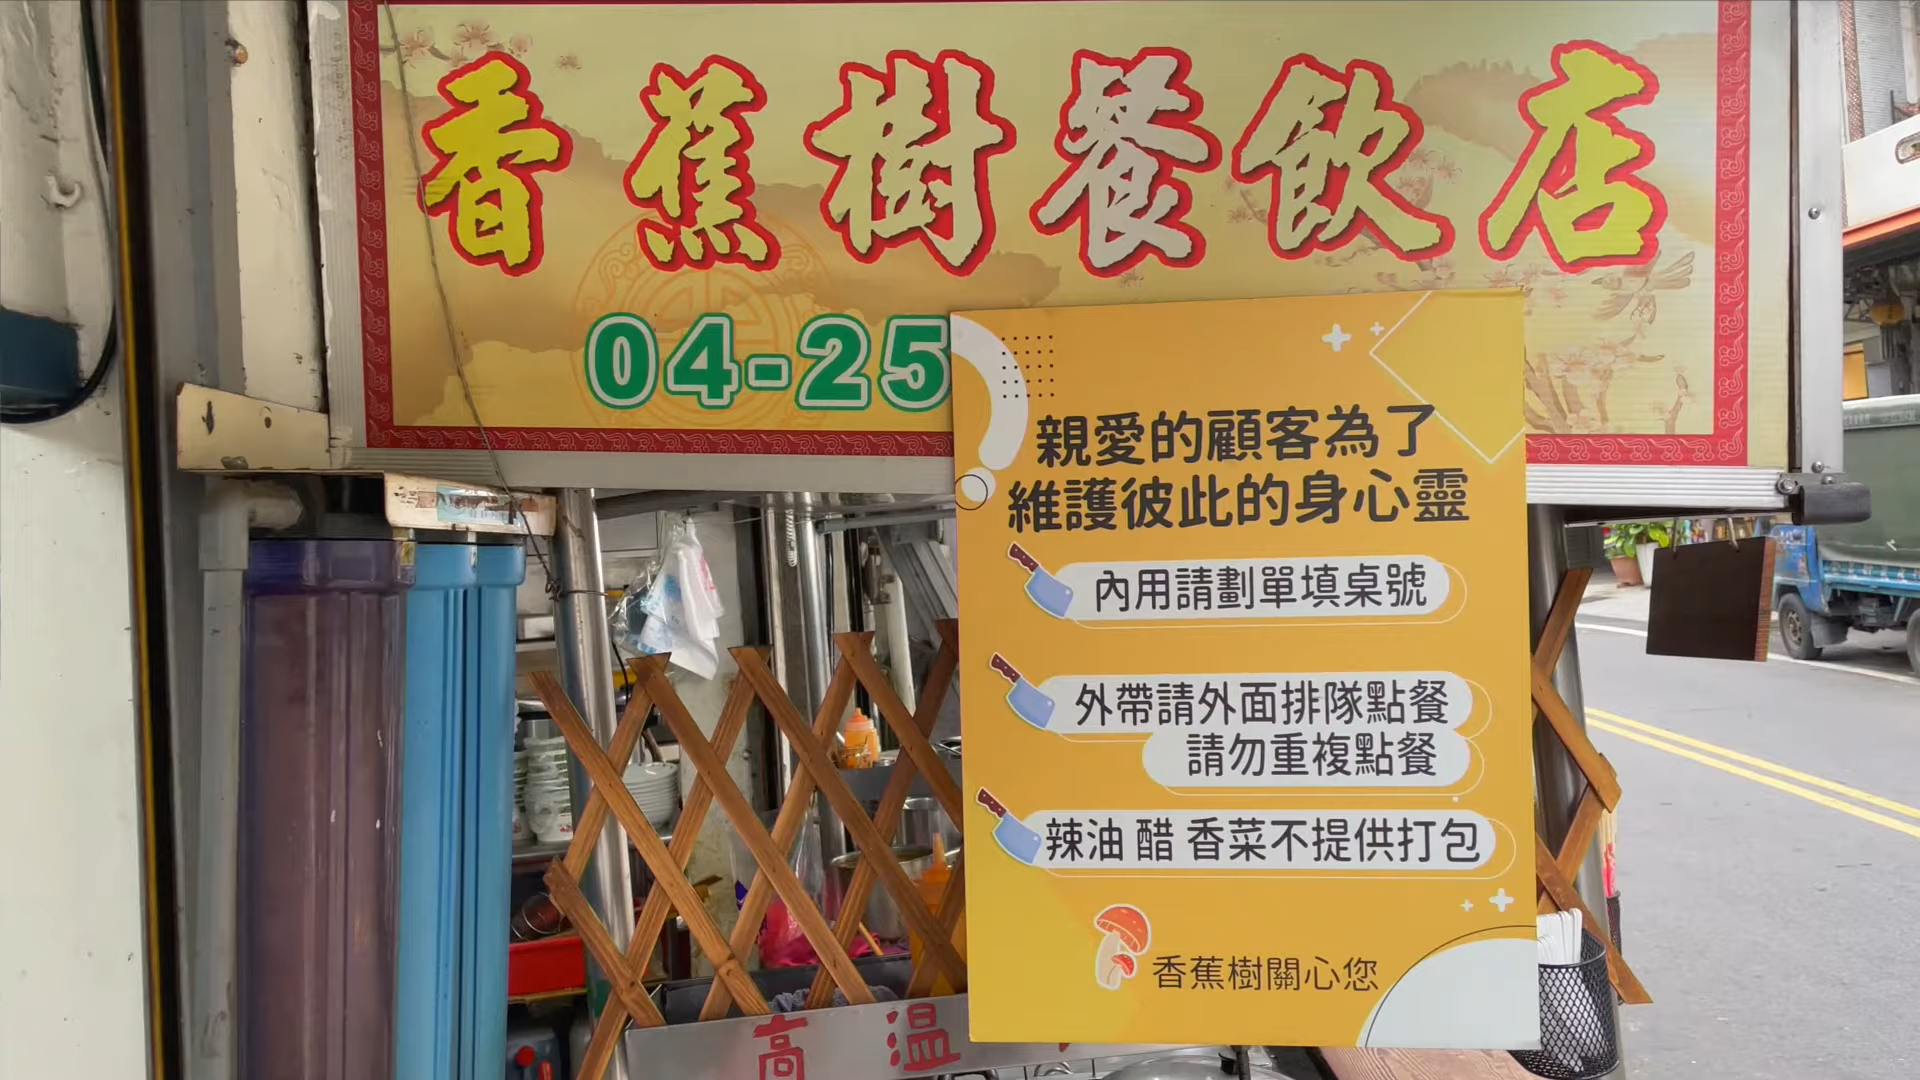 香蕉樹餐飲店
04-25
親愛的顧客為了
維護彼此的身心靈
內用請劃單填桌號
外帶請外面排隊點餐
請勿重複點餐
辣油 醋 香菜不提供打包
香蕉樹關心您
高溫